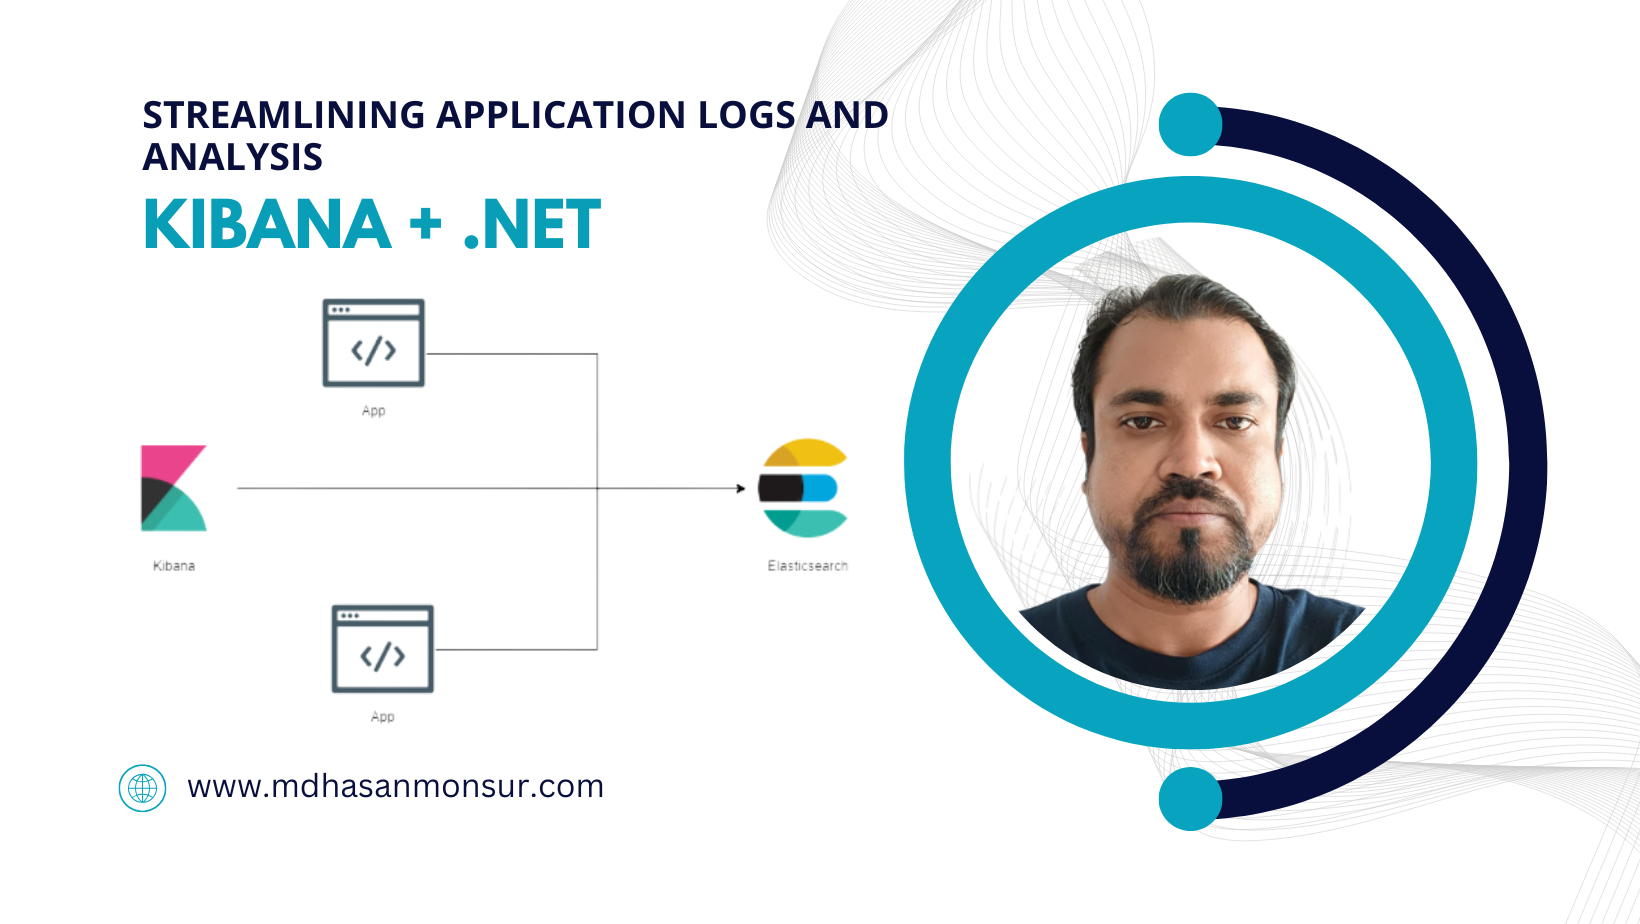 STREAMLINING APPLICATION LOGS AND
ANALYSIS
KIBANA + .NET
</>
App
Kibana
Elasticsearch
</>
App
www.mdhasanmonsur.com